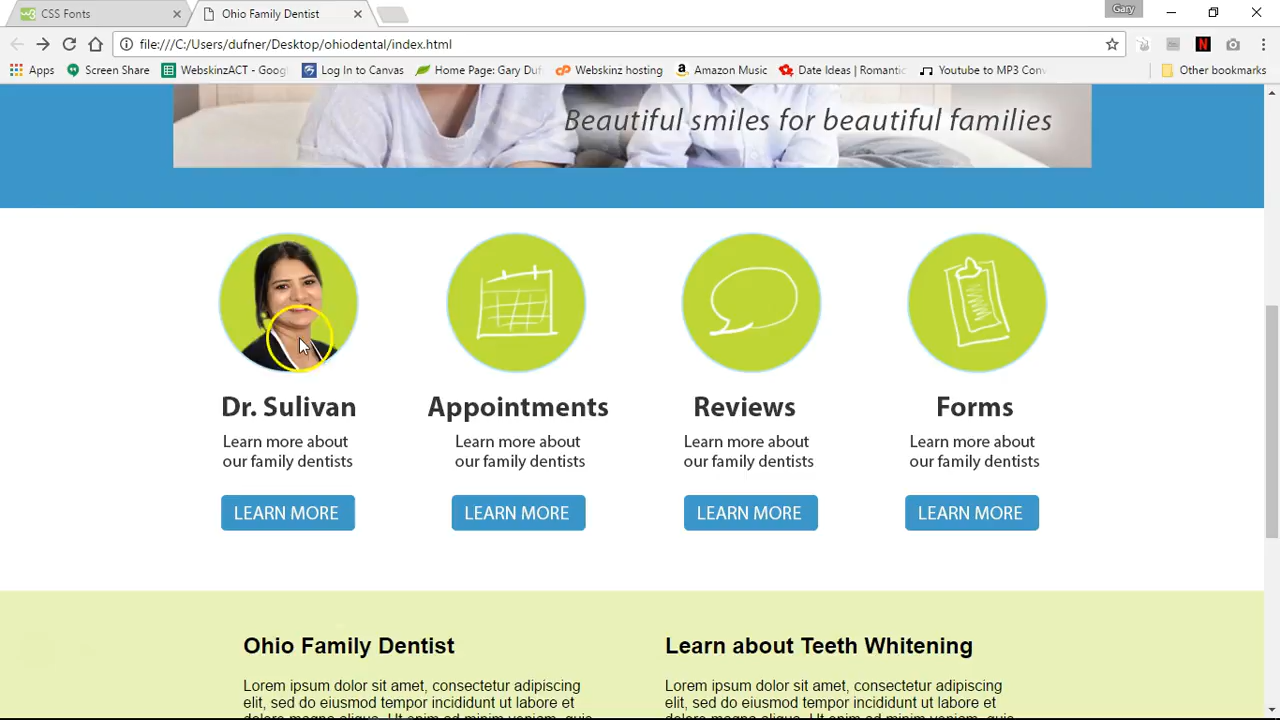 CSS Fonts
Ohio Family Dentist
Gary
file:///C:/Users/dufner/Desktop/ohiodental/index.html
Apps
Screen Share
WebskinzACT - Goog
Log In to Canvas
Home Page: Gary Duf
Webskinz hosting
Amazon Music
Date Ideas | Romantic
Youtube to MP3 Conv
Other bookmarks
Beautiful smiles for beautiful families
Dr. Sulivan
Learn more about
our family dentists
LEARN MORE
Appointments
Learn more about
our family dentists
LEARN MORE
Reviews
Learn more about
our family dentists
LEARN MORE
Forms
Learn more about
our family dentists
LEARN MORE
Ohio Family Dentist
Lorem ipsum dolor sit amet, consectetur adipiscing
elit, sed do eiusmod tempor incididunt ut labore et
dolore magna aliqua. Ut enim ad minim veniam, quis
Learn about Teeth Whitening
Lorem ipsum dolor sit amet, consectetur adipiscing
elit, sed do eiusmod tempor incididunt ut labore et
dolore magna aliqua. Ut enim ad minim veniam, quis